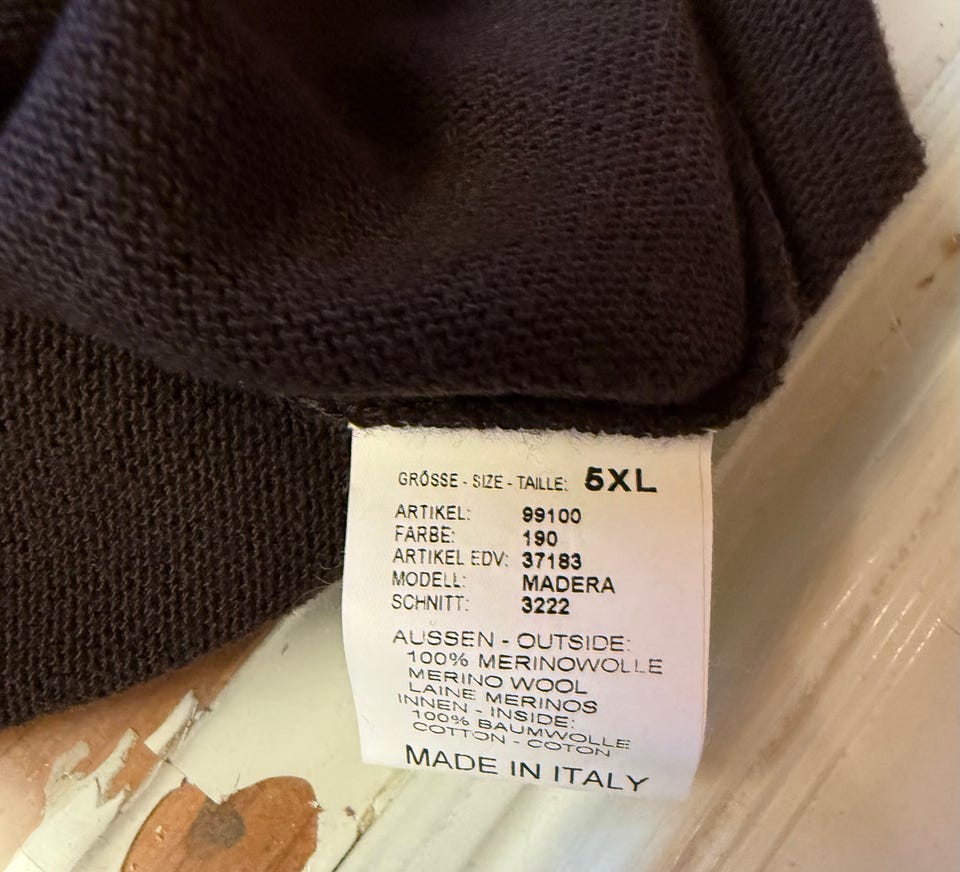 GRÖSSE - SIZE - TAILLE: 5XL
ARTIKEL: 99100
FARBE: 190
ARTIKEL EDV: 37183
MODELL: MADERA
SCHNITT: 3222
AUSSEN - OUTSIDE:
100% MERINOWOLLE
MERINO WOOL
LAINE MERINOS
INNEN - INSIDE:
100% BAUMWOLLE
COTTON - COTON
MADE IN ITALY